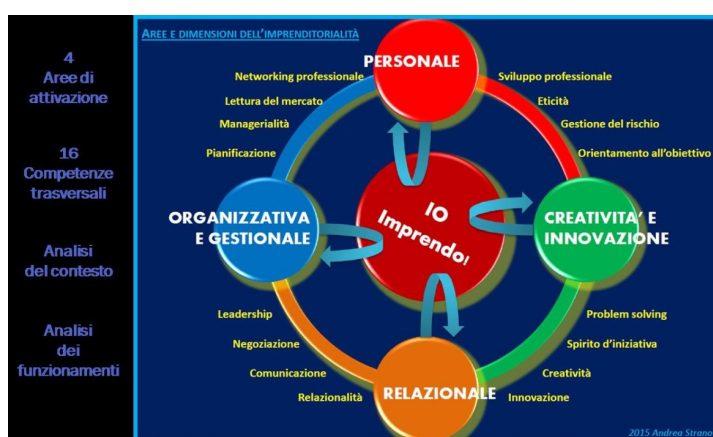 4
Aree di
attivazione
16
Competenze
trasversali
Analisi
del contesto
Analisi
dei
funzionamenti
AREE E DIMENSIONI DELL'IMPRENDITORIALITÀ
PERSONALE
Networking professionale
Lettura del mercato
Managerialità
Pianificazione
Sviluppo professionale
Eticità
Gestione del rischio
Orientamento all'obiettivo
ORGANIZZATIVA
E GESTIONALE
IO
Imprendo!
CREATIVITA' E
INNOVAZIONE
Leadership
Negoziazione
Comunicazione
Relazionalità
Problem solving
Spirito d'iniziativa
Creatività
Innovazione
RELAZIONALE
2015 Andrea Strano